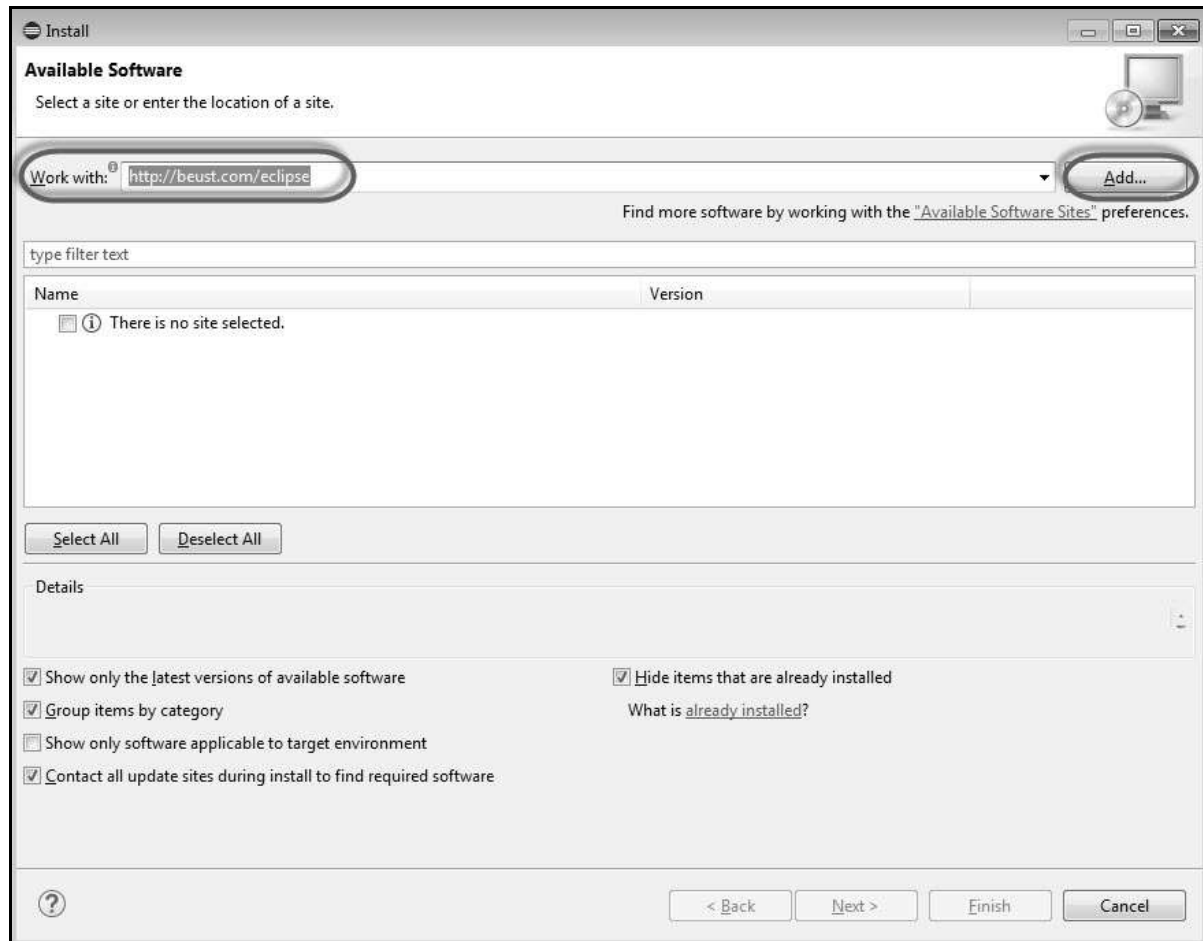 Install
Available Software
Select a site or enter the location of a site.
Work with: http://beust.com/eclipse Add...
Find more software by working with the "Available Software Sites" preferences.
type filter text
Name Version
There is no site selected.
Select All Deselect All
Details
Show only the latest versions of available software Hide items that are already installed
Group items by category What is already installed?
Show only software applicable to target environment
Contact all update sites during install to find required software
< Back Next > Finish Cancel